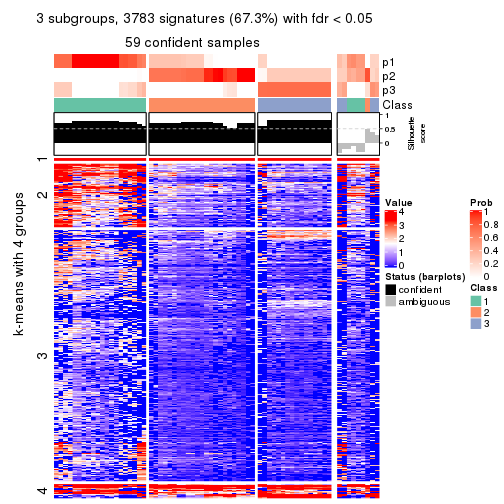 3 subgroups, 3783 signatures (67.3%) with fdr < 0.05
59 confident samples
p1
p2
p3
Class
1
0.5
0
Silhouette
score
k-means with 4 groups
1
2
3
4
Value
4
3
2
1
0
Status (barplots)
confident
ambiguous
Prob
1
0.8
0.6
0.4
0.2
0
Class
1
2
3